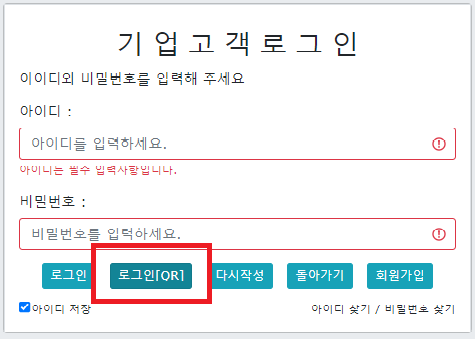 기업고객로그인
아이디와 비밀번호를 입력해 주세요
아이디 :
아이디를 입력하세요.
아이디는 필수 입력사항입니다.
비밀번호 :
비밀번호를 입력하세요.
로그인 로그인[QR] 다시작성 돌아가기 회원가입
아이디 저장 아이디 찾기 / 비밀번호 찾기